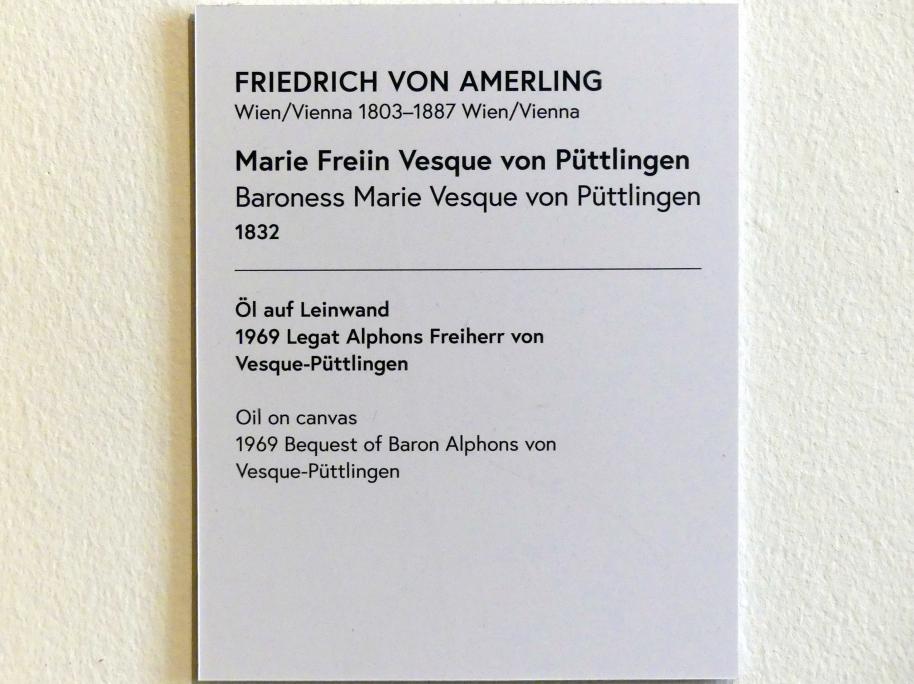 FRIEDRICH VON AMERLING
Wien/Vienna 1803–1887 Wien/Vienna
Marie Freiin Vesque von Püttlingen
Baroness Marie Vesque von Püttlingen
1832
Öl auf Leinwand
1969 Legat Alphons Freiherr von
Vesque-Püttlingen
Oil on canvas
1969 Bequest of Baron Alphons von
Vesque-Püttlingen